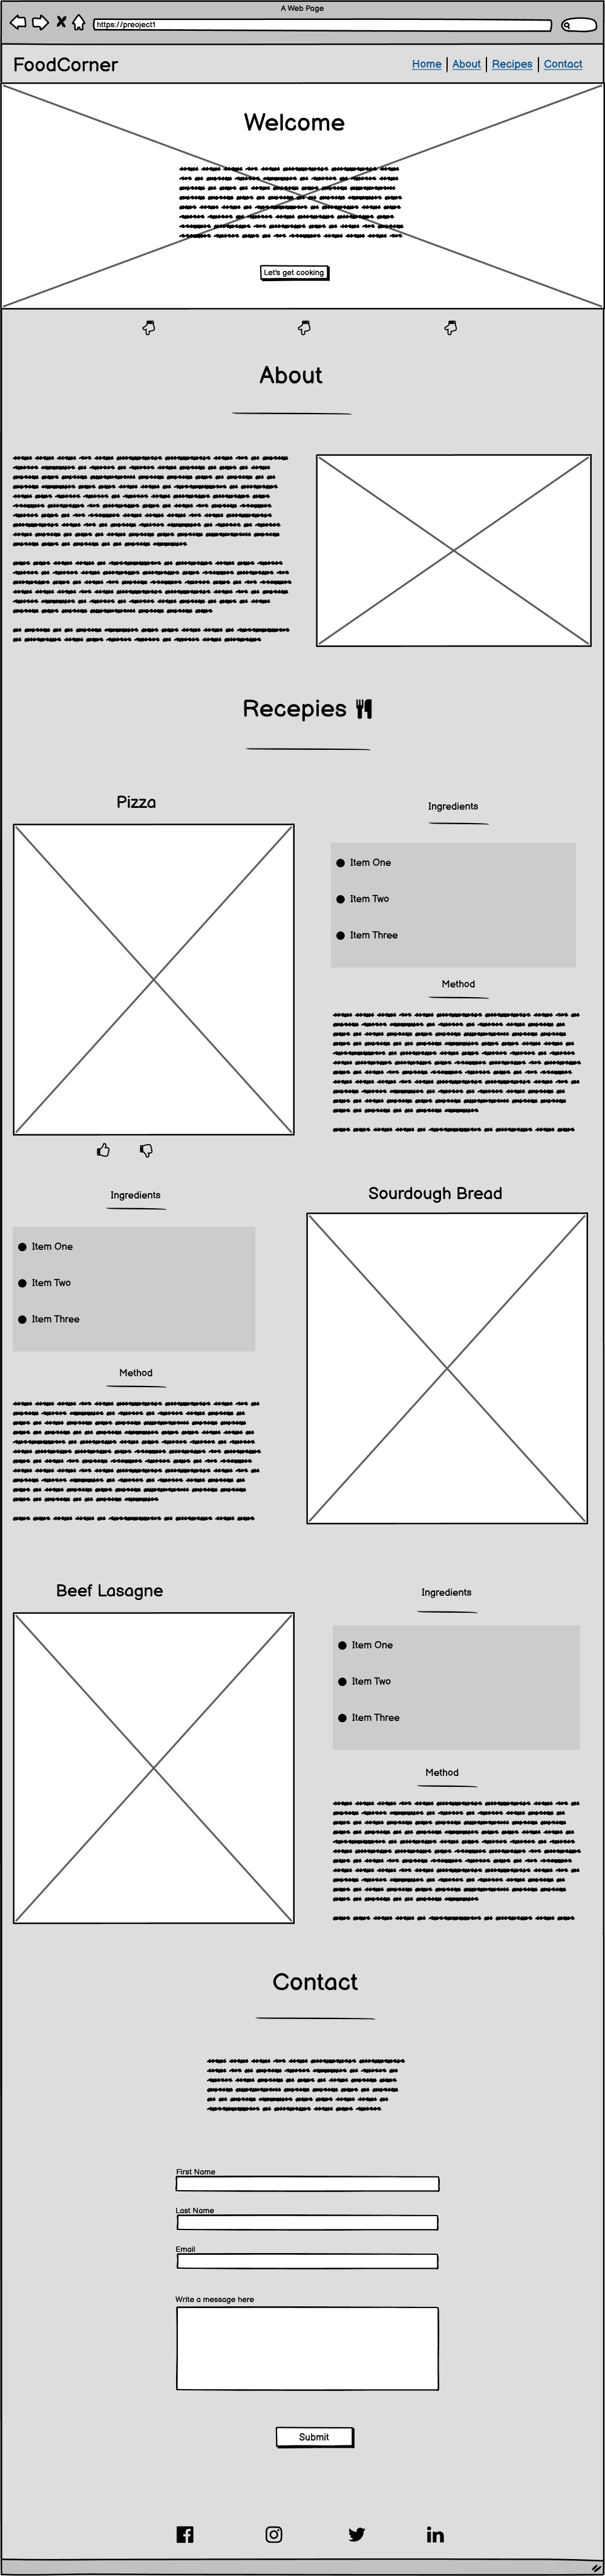 A Web Page
https://preoject1
FoodCorner
Home About Recipes Contact
Welcome
Let's get cooking
About
Recepies
Pizza
Ingredients
Item One
Item Two
Item Three
Method
Ingredients
Item One
Item Two
Item Three
Method
Sourdough Bread
Beef Lasagne
Ingredients
Item One
Item Two
Item Three
Method
Contact
First Name
Last Name
Email
Write a message here
Submit